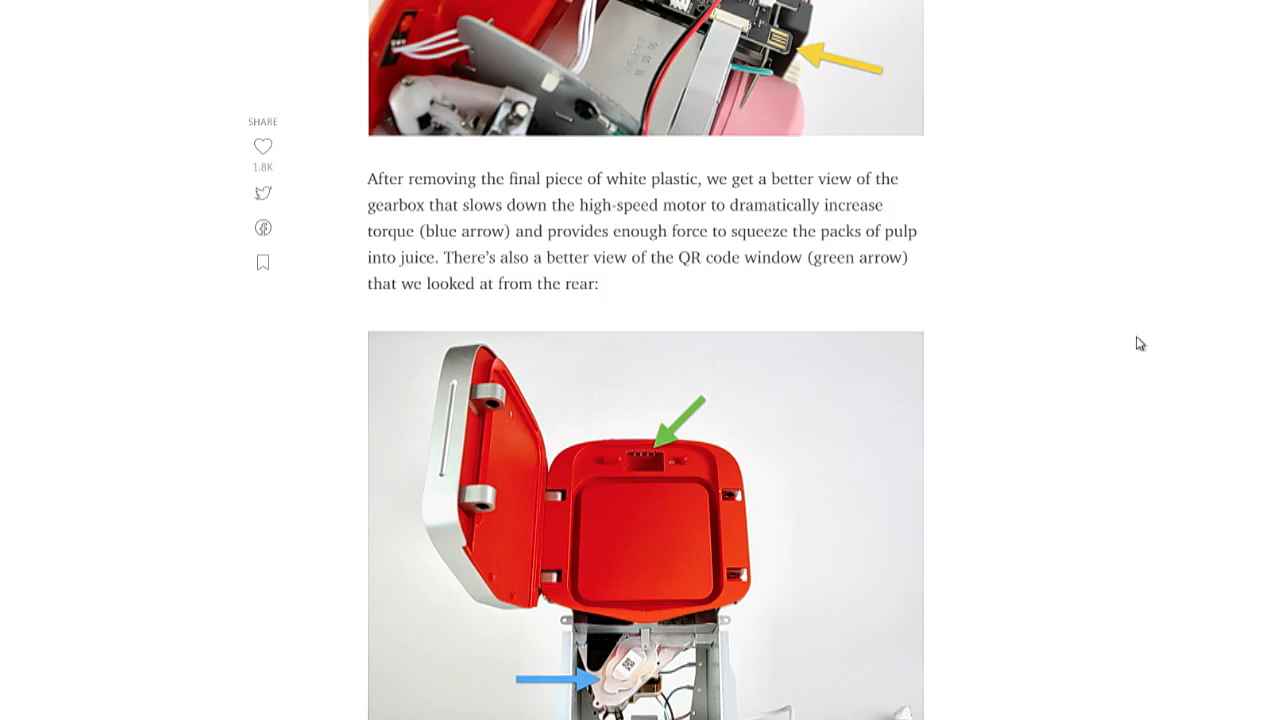 SHARE
1.8K
After removing the final piece of white plastic, we get a better view of the
gearbox that slows down the high-speed motor to dramatically increase
torque (blue arrow) and provides enough force to squeeze the packs of pulp
into juice. There’s also a better view of the QR code window (green arrow)
that we looked at from the rear: